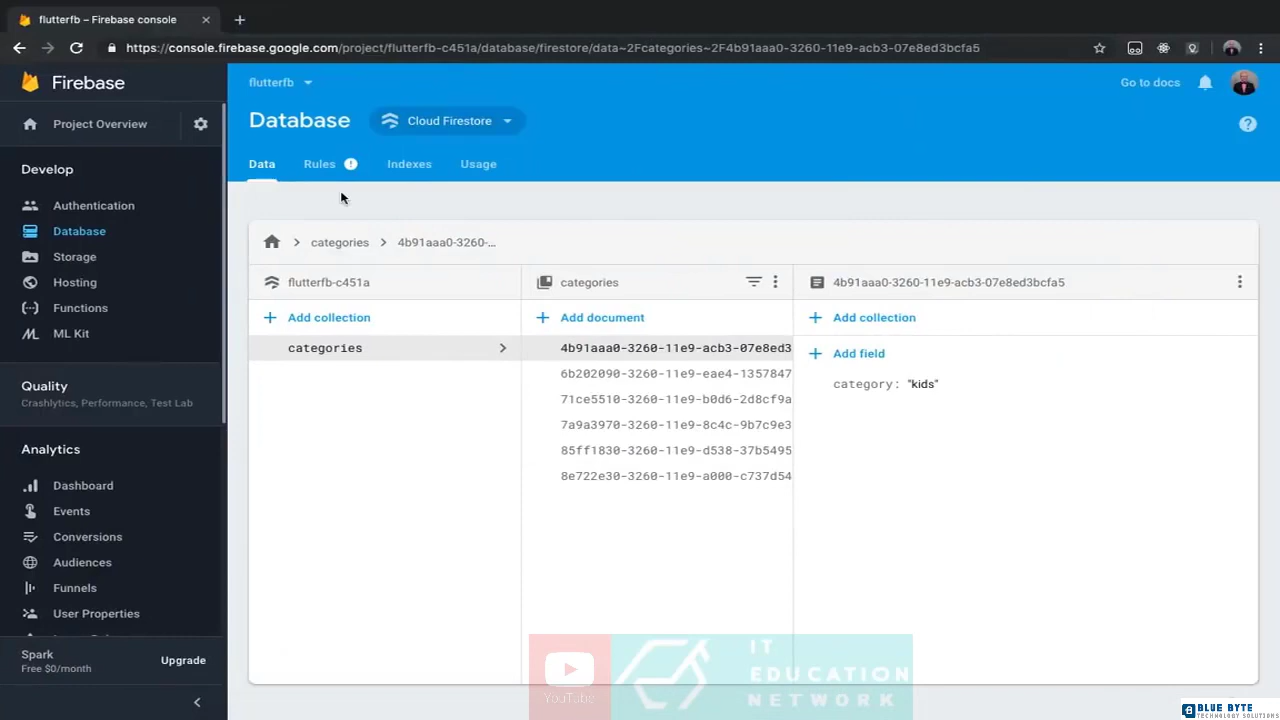 flutterfb – Firebase console
https://console.firebase.google.com/project/flutterfb-c451a/database/firestore/data~2Fcategories~2F4b91aaa0-3260-11e9-acb3-07e8ed3bcfa5
Firebase
flutterfb
Go to docs
Project Overview
Database
Cloud Firestore
Data
Rules
Indexes
Usage
Develop
Authentication
Database
Storage
Hosting
Functions
ML Kit
Quality
Crashlytics, Performance, Test Lab
Analytics
Dashboard
Events
Conversions
Audiences
Funnels
User Properties
Spark
Free $0/month
Upgrade
categories
4b91aaa0-3260-...
flutterfb-c451a
categories
4b91aaa0-3260-11e9-acb3-07e8ed3bcfa5
Add collection
Add document
Add collection
categories
4b91aaa0-3260-11e9-acb3-07e8ed3
6b202090-3260-11e9-eae4-1357847
71ce5510-3260-11e9-b0d6-2d8cf9a
7a9a3970-3260-11e9-8c4c-9b7c9e3
85ff1830-3260-11e9-d538-37b5495
8e722e30-3260-11e9-a000-c737d54
Add field
category: "kids"
YouTube
IT
EDUCATION
NETWORK
BLUE BYTE
TECHNOLOGY SOLUTIONS